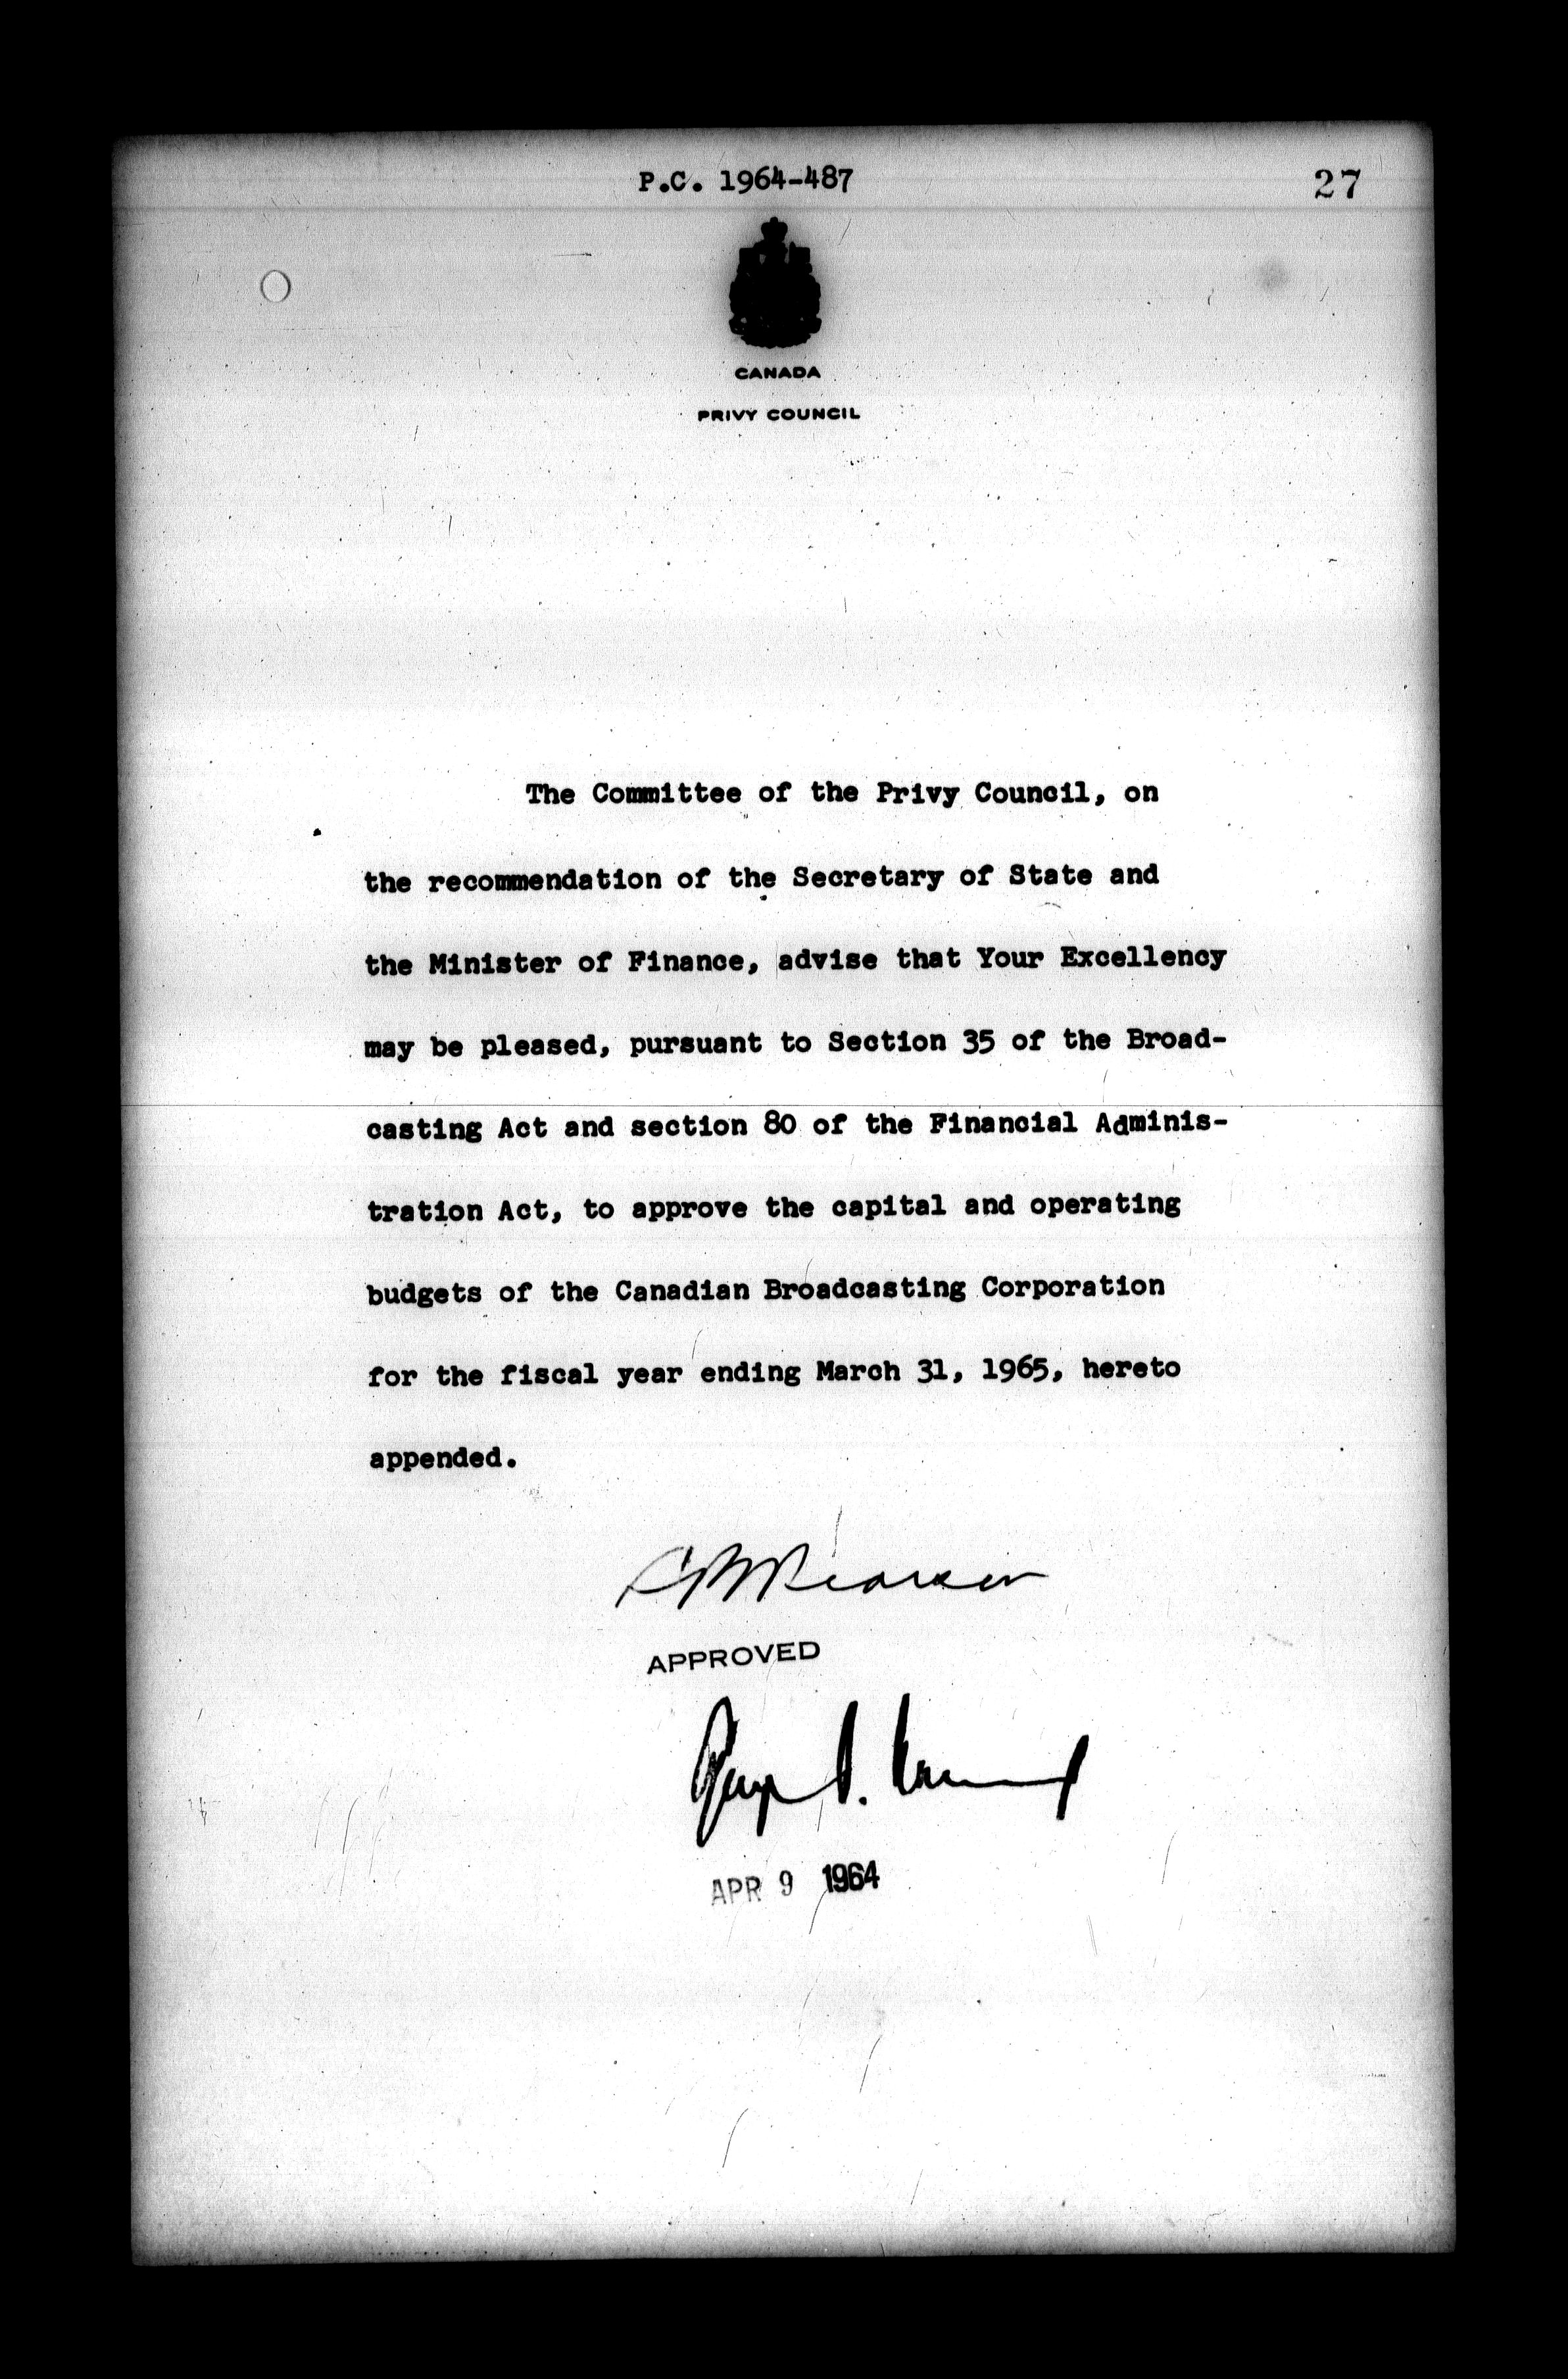 P.C. 1964-487
27
CANADA
PRIVY COUNCIL
The Committee of the Privy Council, on
the recommendation of the Secretary of State and
the Minister of Finance, advise that Your Excellency
may be pleased, pursuant to Section 35 of the Broad-
casting Act and section 80 of the Financial Adminis-
tration Act, to approve the capital and operating
budgets of the Canadian Broadcasting Corporation
for the fiscal year ending March 31, 1965, hereto
appended.
LBPearson
APPROVED
APR 9 1964